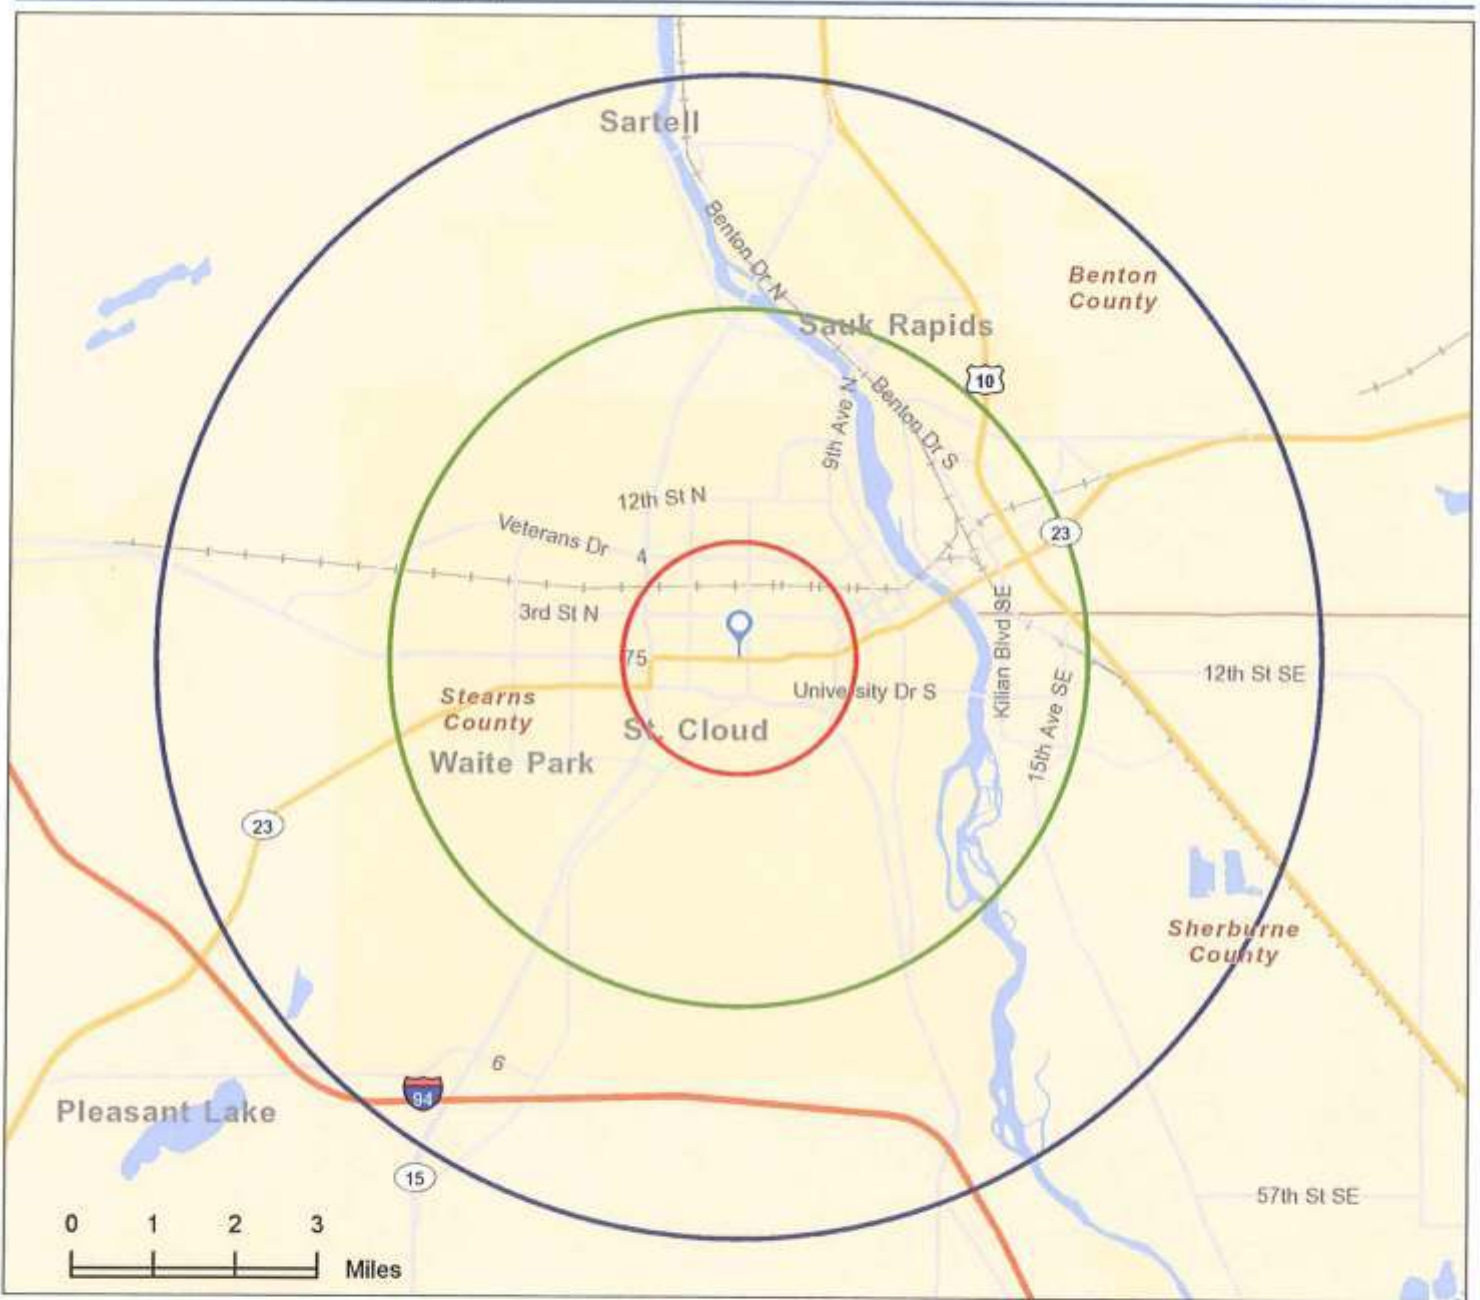 Sartell
Benton Dr N
Benton
County
Sauk Rapids
10
9th Ave N
Benton Dr S
12th St N
Veterans Dr
4
23
3rd St N
Kilian Blvd SE
75
12th St SE
Stearns
County
University Dr S
15th Ave SE
St. Cloud
Waite Park
23
Sherburne
County
6
94
Pleasant Lake
15
57th St SE
0 1 2 3
Miles